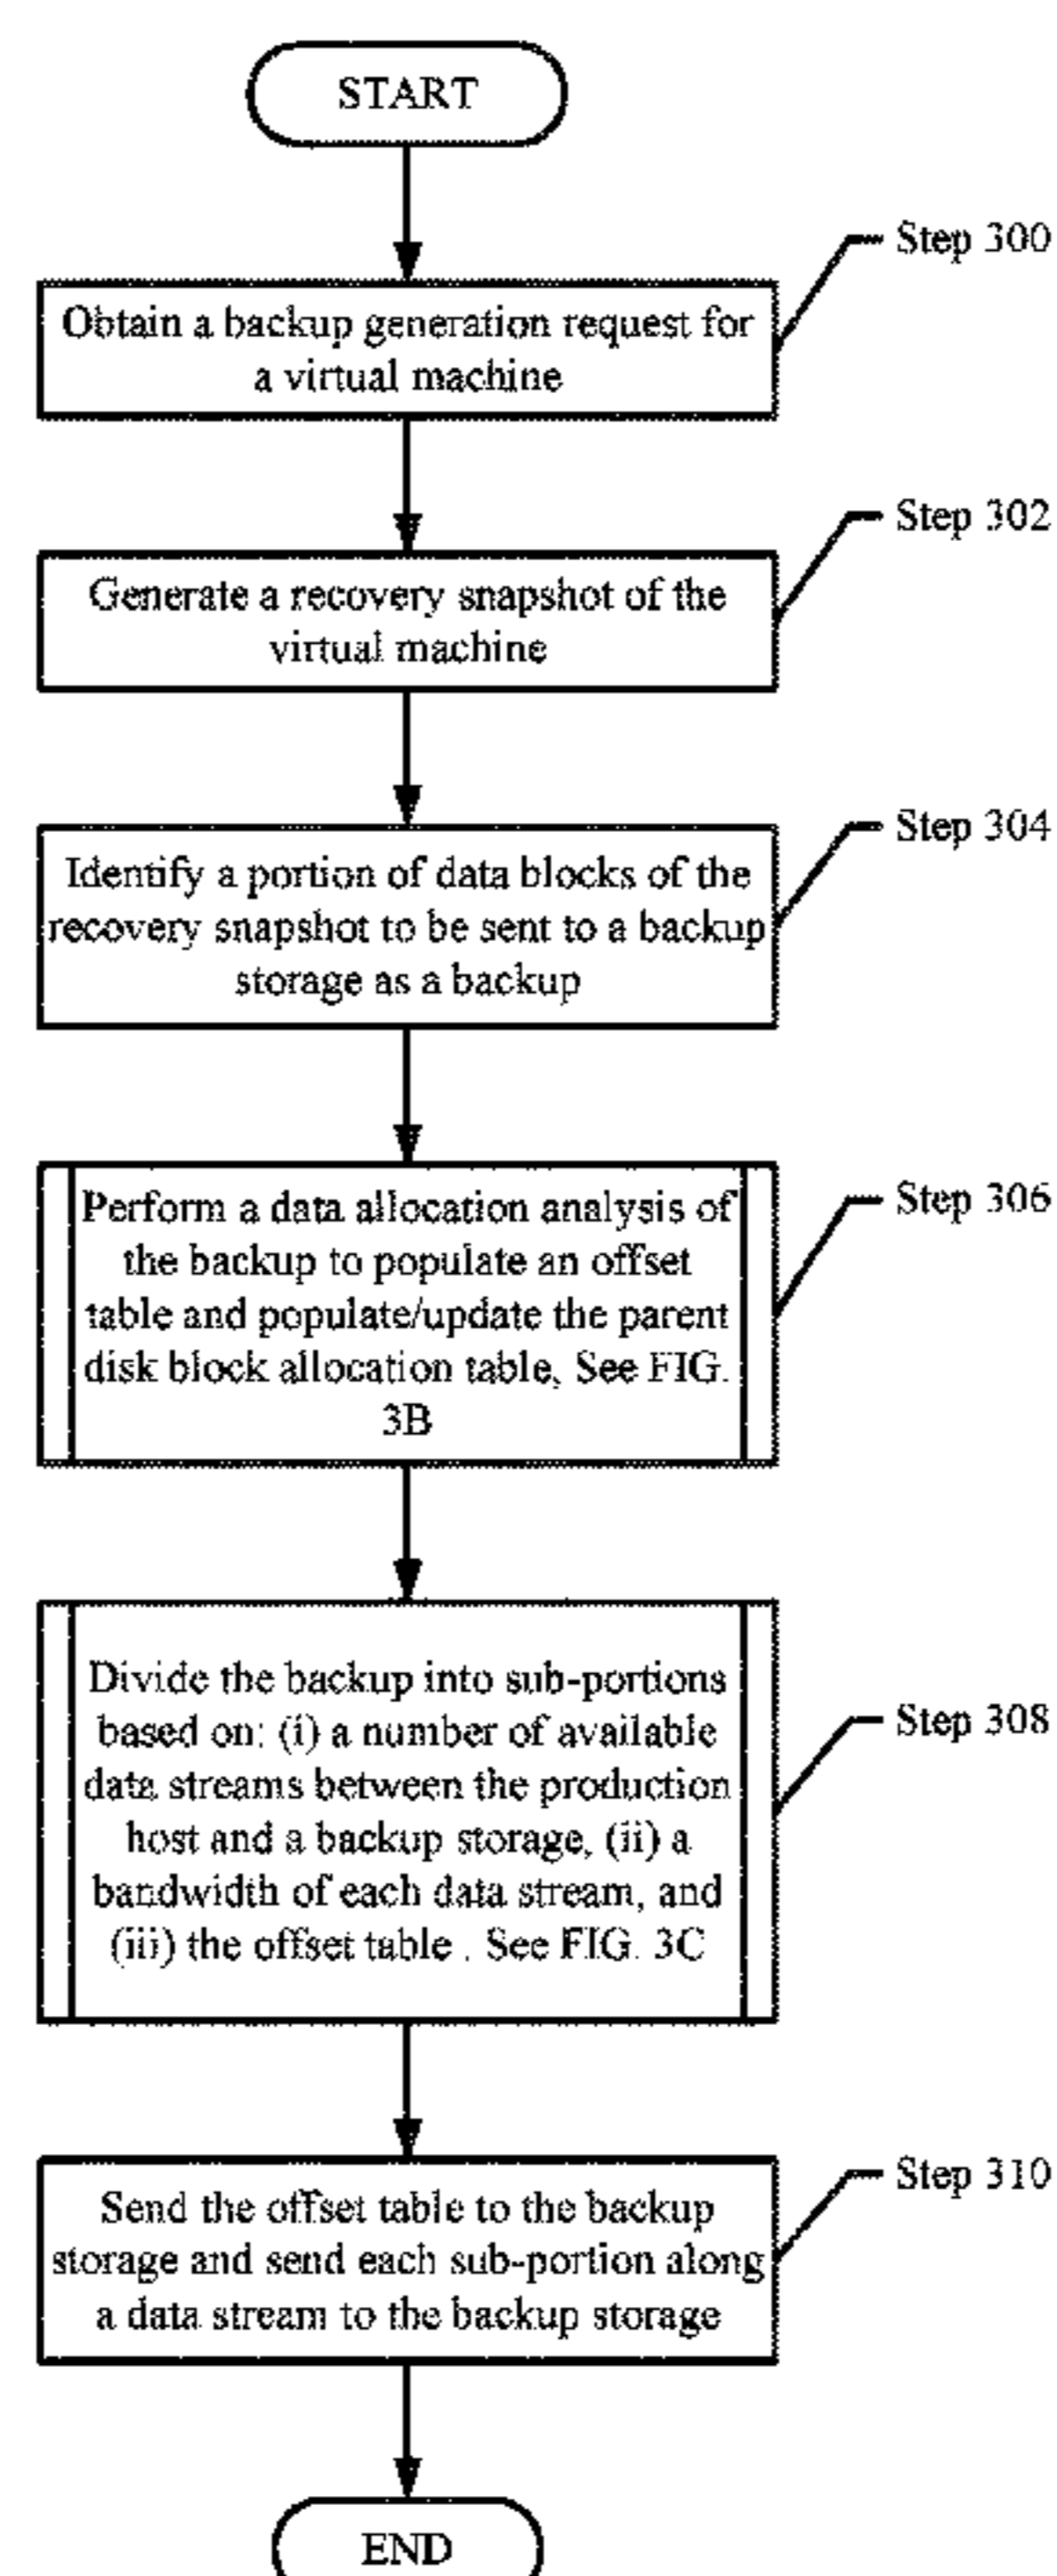 START
Step 300
Obtain a backup generation request for
a virtual machine
Step 302
Generate a recovery snapshot of the
virtual machine
Step 304
Identify a portion of data blocks of the
recovery snapshot to be sent to a backup
storage as a backup
Step 306
Perform a data allocation analysis of
the backup to populate an offset
table and populate/update the parent
disk block allocation table, See FIG.
3B
Step 308
Divide the backup into sub-portions
based on: (i) a number of available
data streams between the production
host and a backup storage, (ii) a
bandwidth of each data stream, and
(iii) the offset table . See FIG. 3C
Step 310
Send the offset table to the backup
storage and send each sub-portion along
a data stream to the backup storage
END